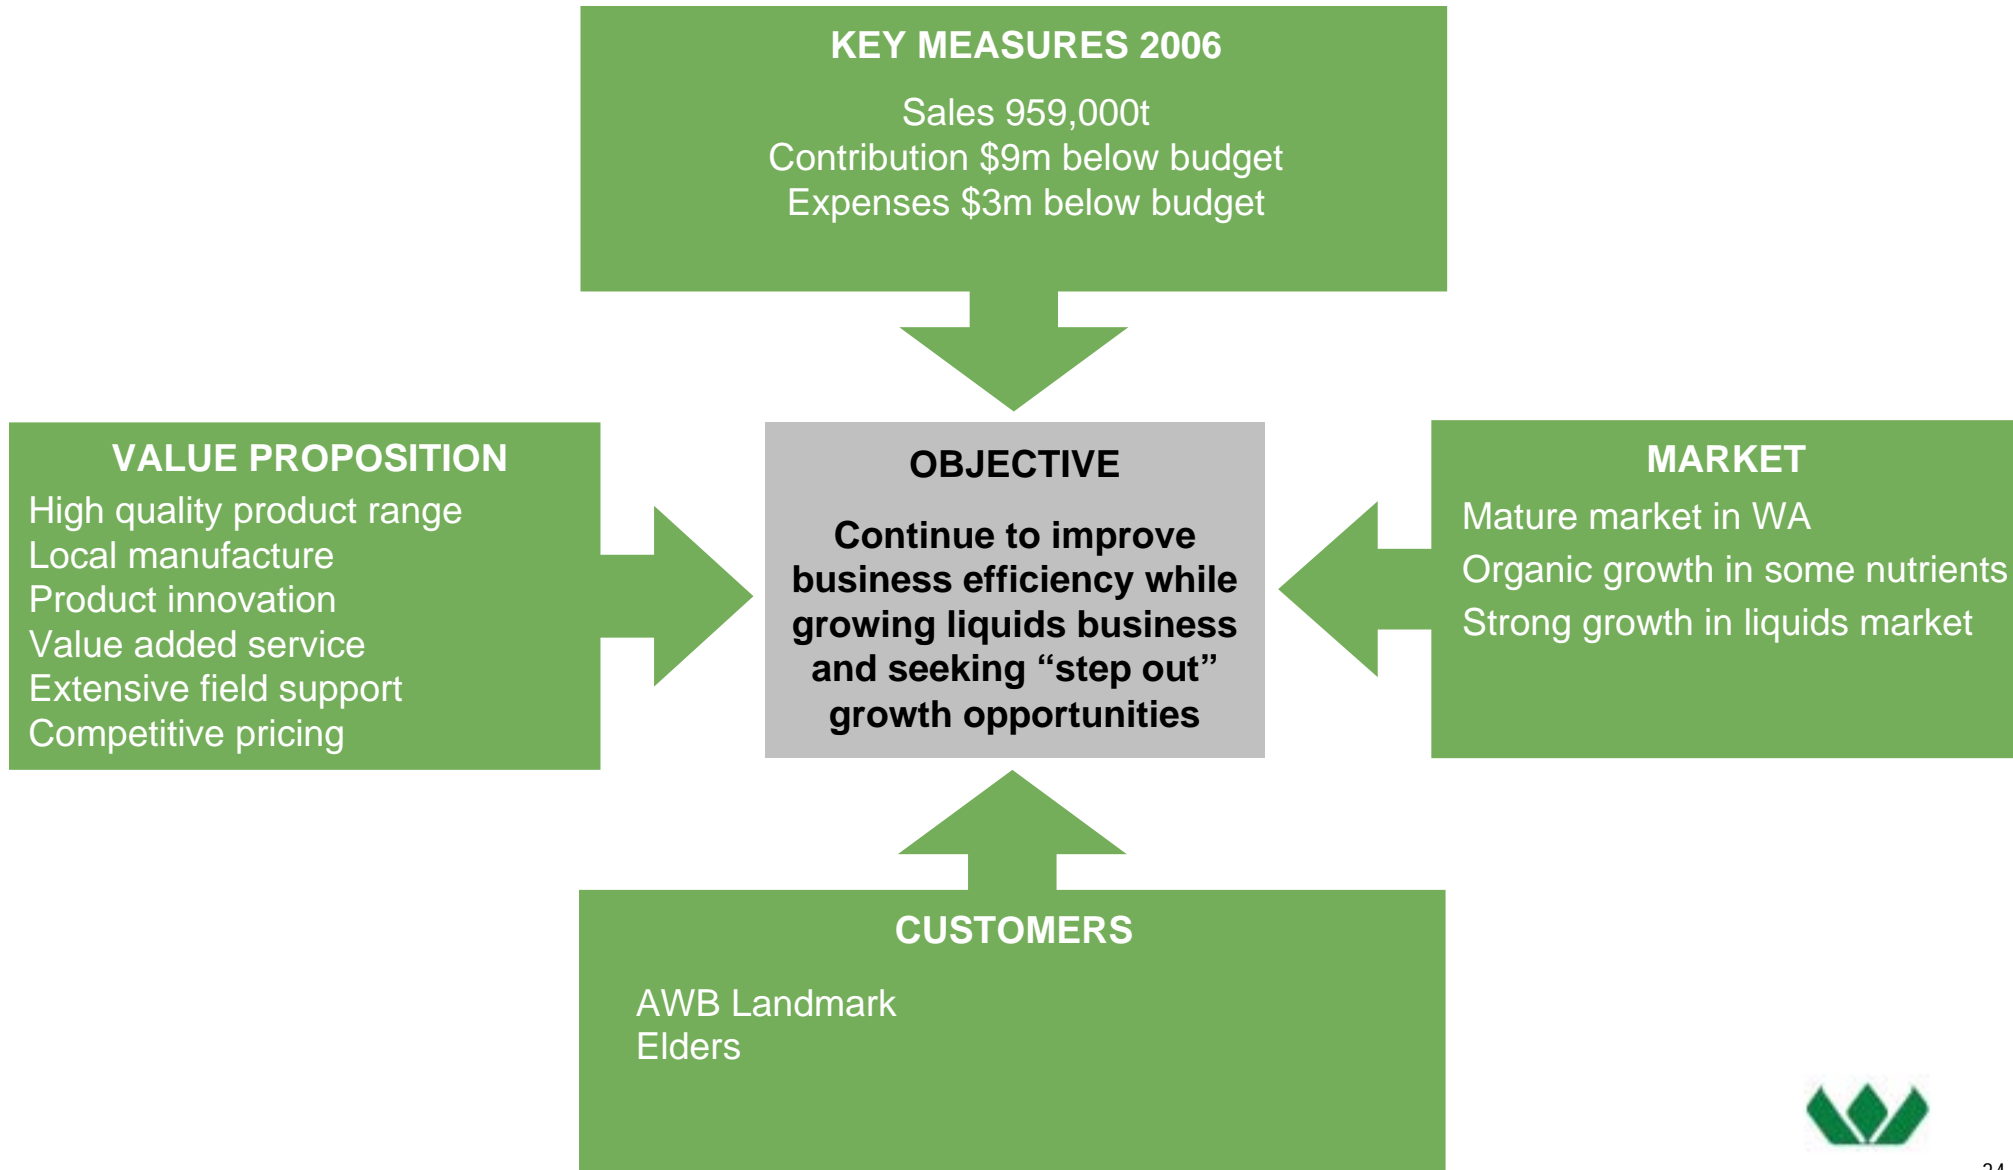 KEY MEASURES 2006
Sales 959,000t
Contribution $9m below budget
Expenses $3m below budget
VALUE PROPOSITION
High quality product range
Local manufacture
Product innovation
Value added service
Extensive field support
Competitive pricing
OBJECTIVE
Continue to improve
business efficiency while
growing liquids business
and seeking “step out”
growth opportunities
MARKET
Mature market in WA
Organic growth in some nutrients
Strong growth in liquids market
CUSTOMERS
AWB Landmark
Elders